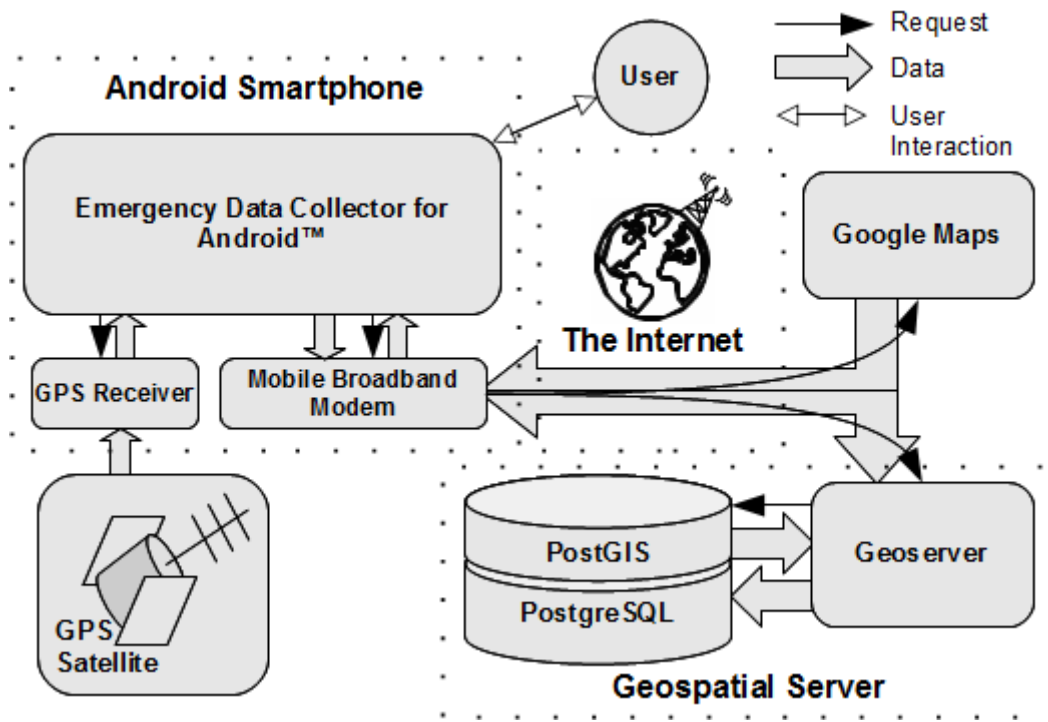 Request
Data
User
Interaction
Android Smartphone
User
Emergency Data Collector for
Android™
Google Maps
The Internet
GPS Receiver
Mobile Broadband
Modem
PostGIS
PostgreSQL
Geoserver
GPS
Satellite
Geospatial Server